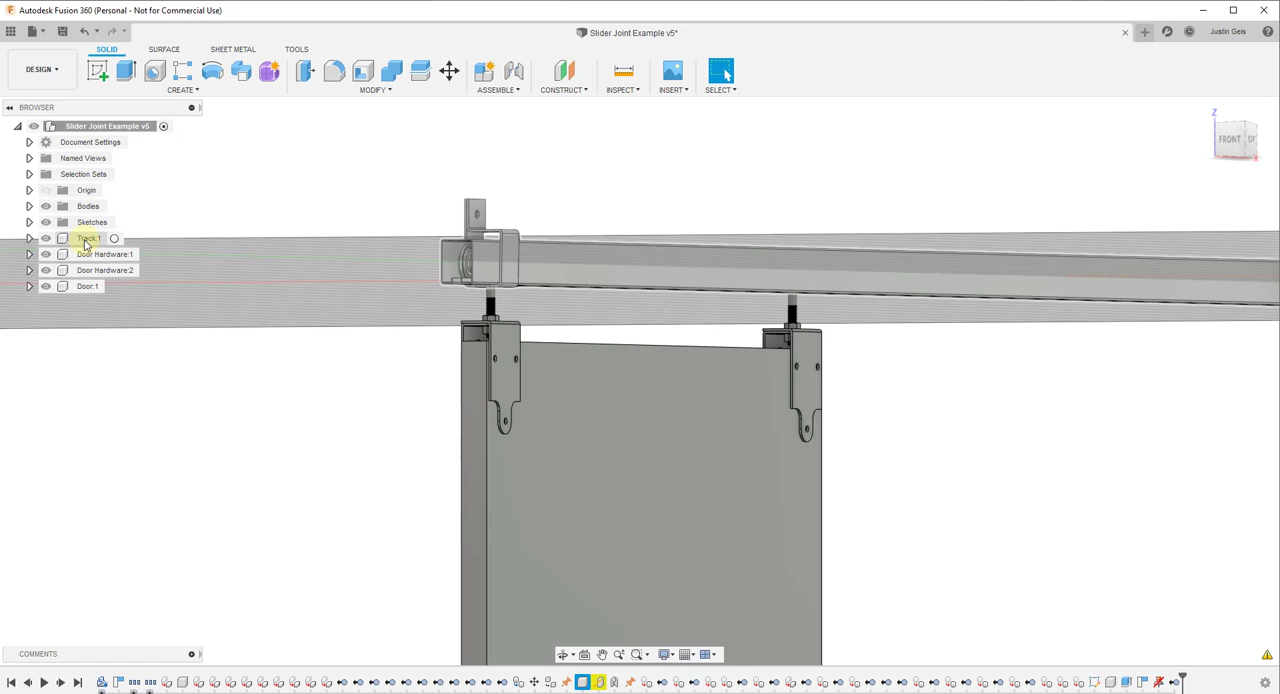 Autodesk Fusion 360 (Personal - Not for Commercial Use)
Slider Joint Example v5*
Justin Geis
DESIGN
SOLID SURFACE SHEET METAL TOOLS
CREATE MODIFY ASSEMBLE CONSTRUCT INSPECT INSERT SELECT
BROWSER
Slider Joint Example v5
Document Settings
Named Views
Selection Sets
Origin
Bodies
Sketches
Track:1
Door Hardware:1
Door Hardware:2
Door:1
Z
FRONT
X
COMMENTS